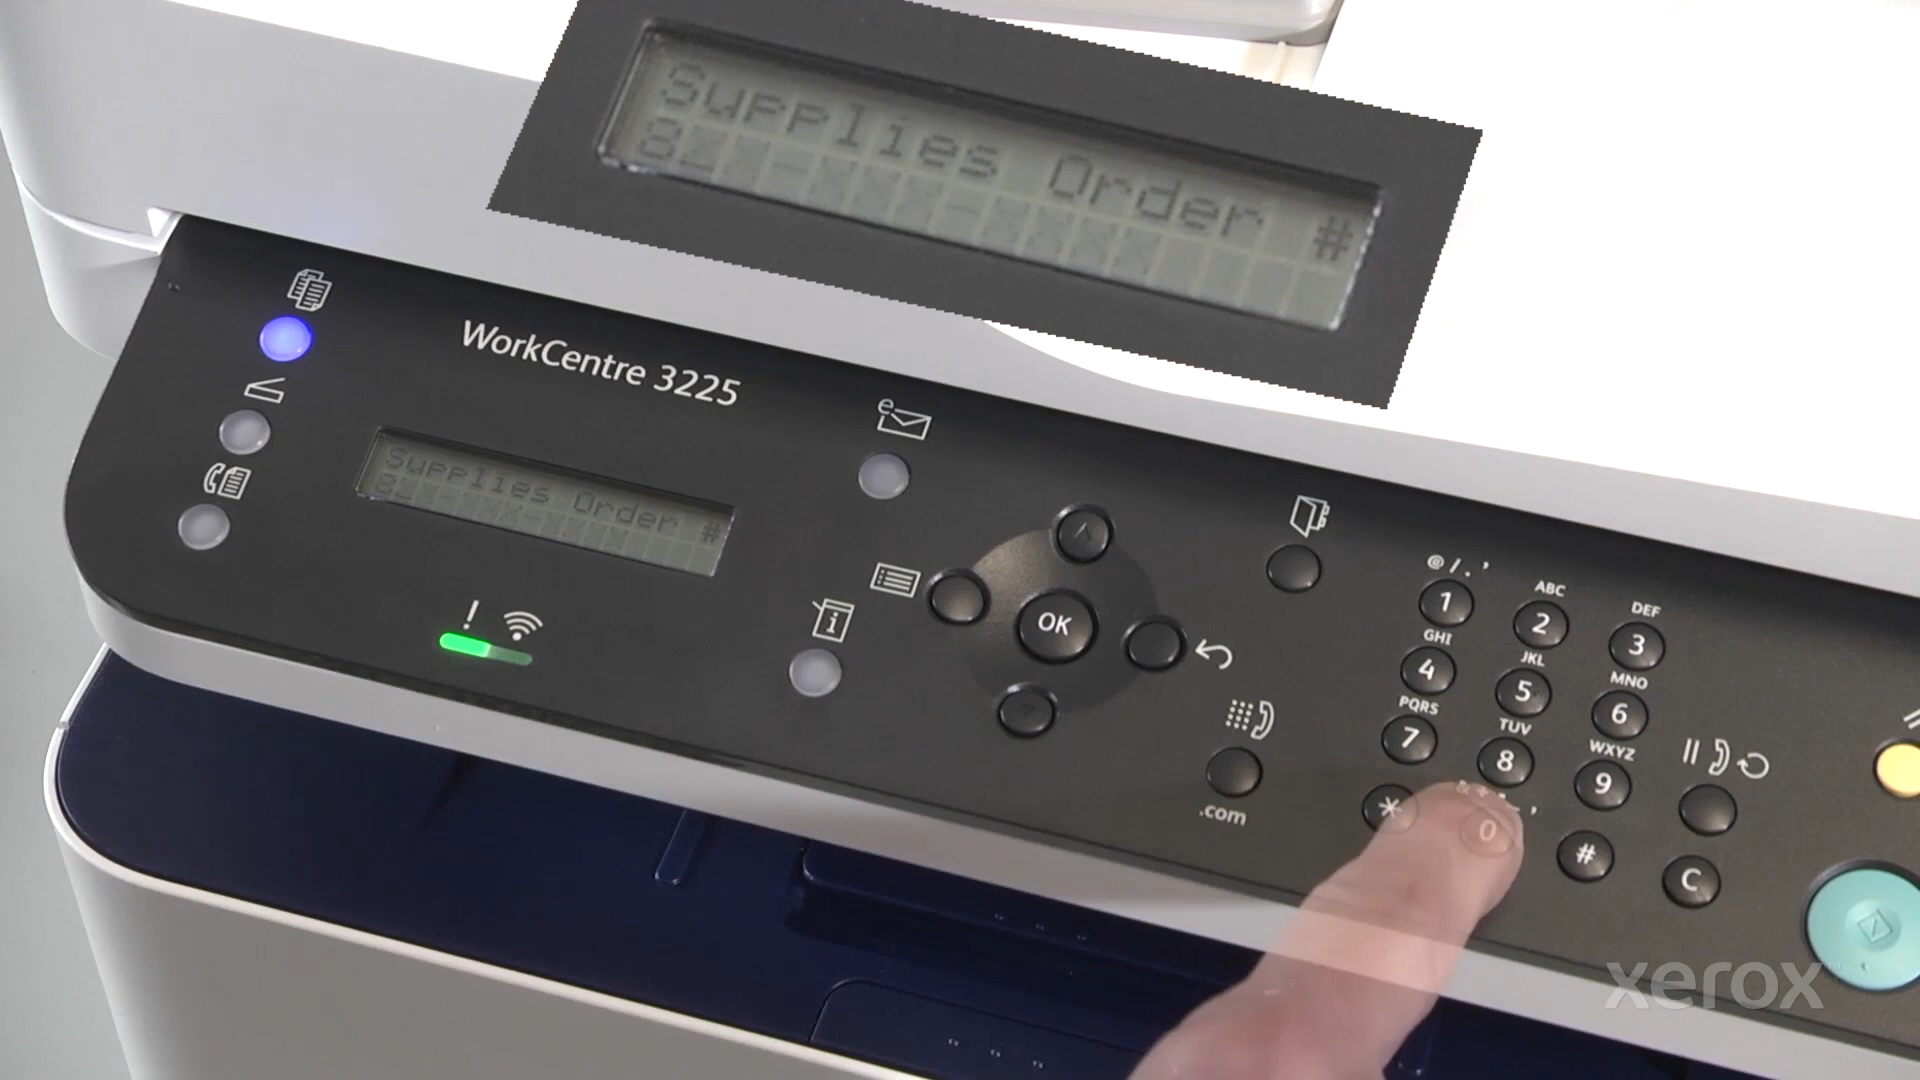 Supplies Order #
WorkCentre 3225
Supplies Order #
e
!
OK
.com
@/.'
1
ABC
2
DEF
3
GHI
4
JKL
5
MNO
6
PQRS
7
TUV
8
WXYZ
9
*
0
#
C
xerox™